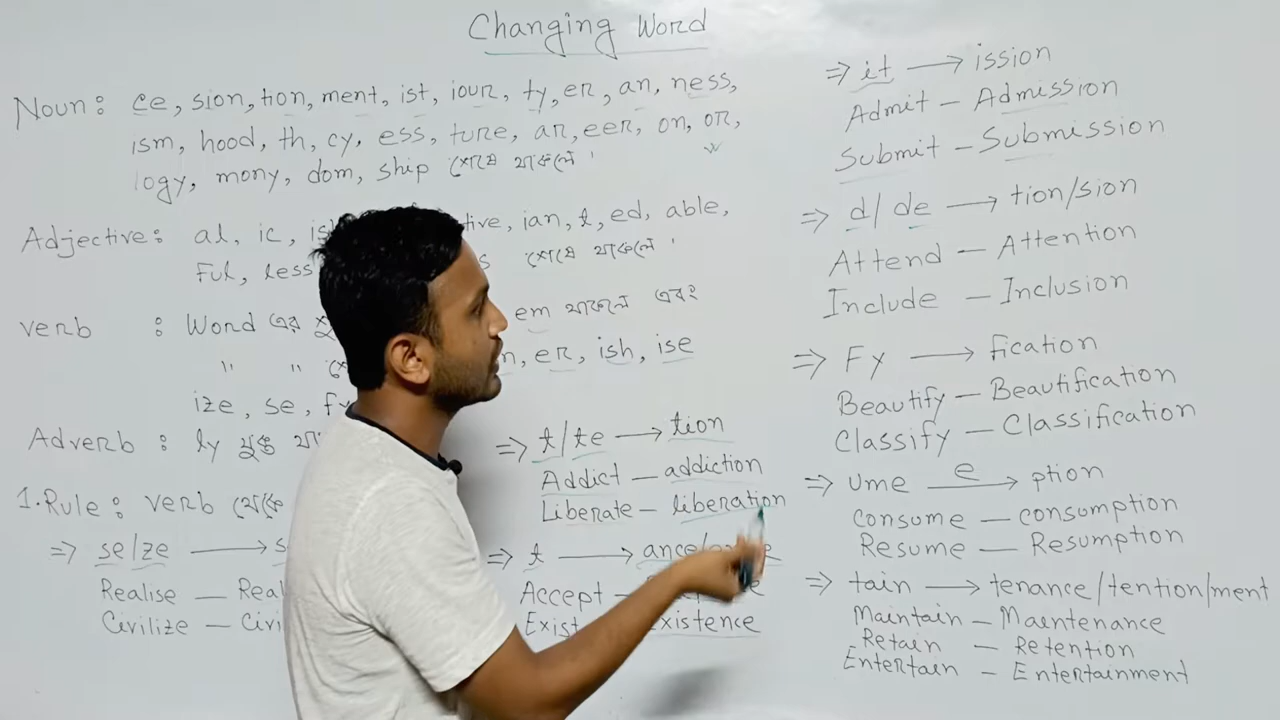 Changing Word
Noun: ce, sion, tion, ment, ist, iour, ty, er, an, ness,
ism, hood, th, cy, ess, ture, ar, eer, on, or,
logy, mony, dom, ship শেষে থাকলে।
Adjective: al, ic, is tive, ian, t, ed, able,
Ful, less s শেষে থাকলে।
verb : Word এর em থাকলে এবং
" " n, er, ish, ise
ize, se, fy
Adverb : ly যুক্ত
1. Rule: verb থেকে
⇒ se/ze ⟶ s
Realise — Real
Civilize — Civi
⇒ t/te ⟶ tion
Addict — addiction
Liberate — liberation
⇒ t ⟶ ance/
Accept —
Exist xistence
⇒ it ⟶ ission
Admit — Admission
Submit — Submission
⇒ d/de ⟶ tion/sion
Attend — Attention
Include — Inclusion
⇒ Fy ⟶ fication
Beautify — Beautification
Classify — Classification
⇒ ume e ⟶ ption
Consume — consumption
Resume — Resumption
⇒ tain ⟶ tenance/tention/ment
Maintain — Maentenance
Retain — Retention
Entertain — Entertainment